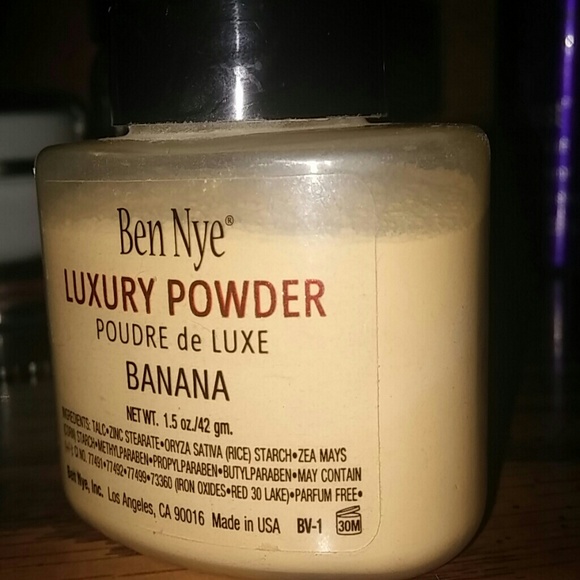 Ben Nye®
LUXURY POWDER
POUDRE de LUXE
BANANA
NET WT. 1.5 oz./42 gm.
INGREDIENTS: TALC•ZINC STEARATE•ORYZA SATIVA (RICE) STARCH•ZEA MAYS
(CORN) STARCH•METHYLPARABEN•PROPYLPARABEN•BUTYLPARABEN•MAY CONTAIN
NO. 77491•77492•77499•73360 (IRON OXIDES•RED 30 LAKE)•PARFUM FREE•
Ben Nye, Inc. Los Angeles, CA 90016 Made in USA BV-1 30M